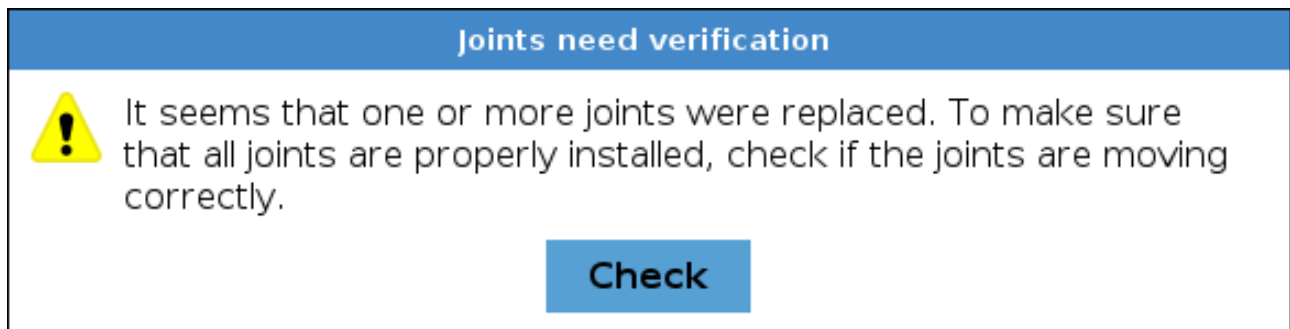 Joints need verification
It seems that one or more joints were replaced. To make sure
that all joints are properly installed, check if the joints are moving
correctly.
Check